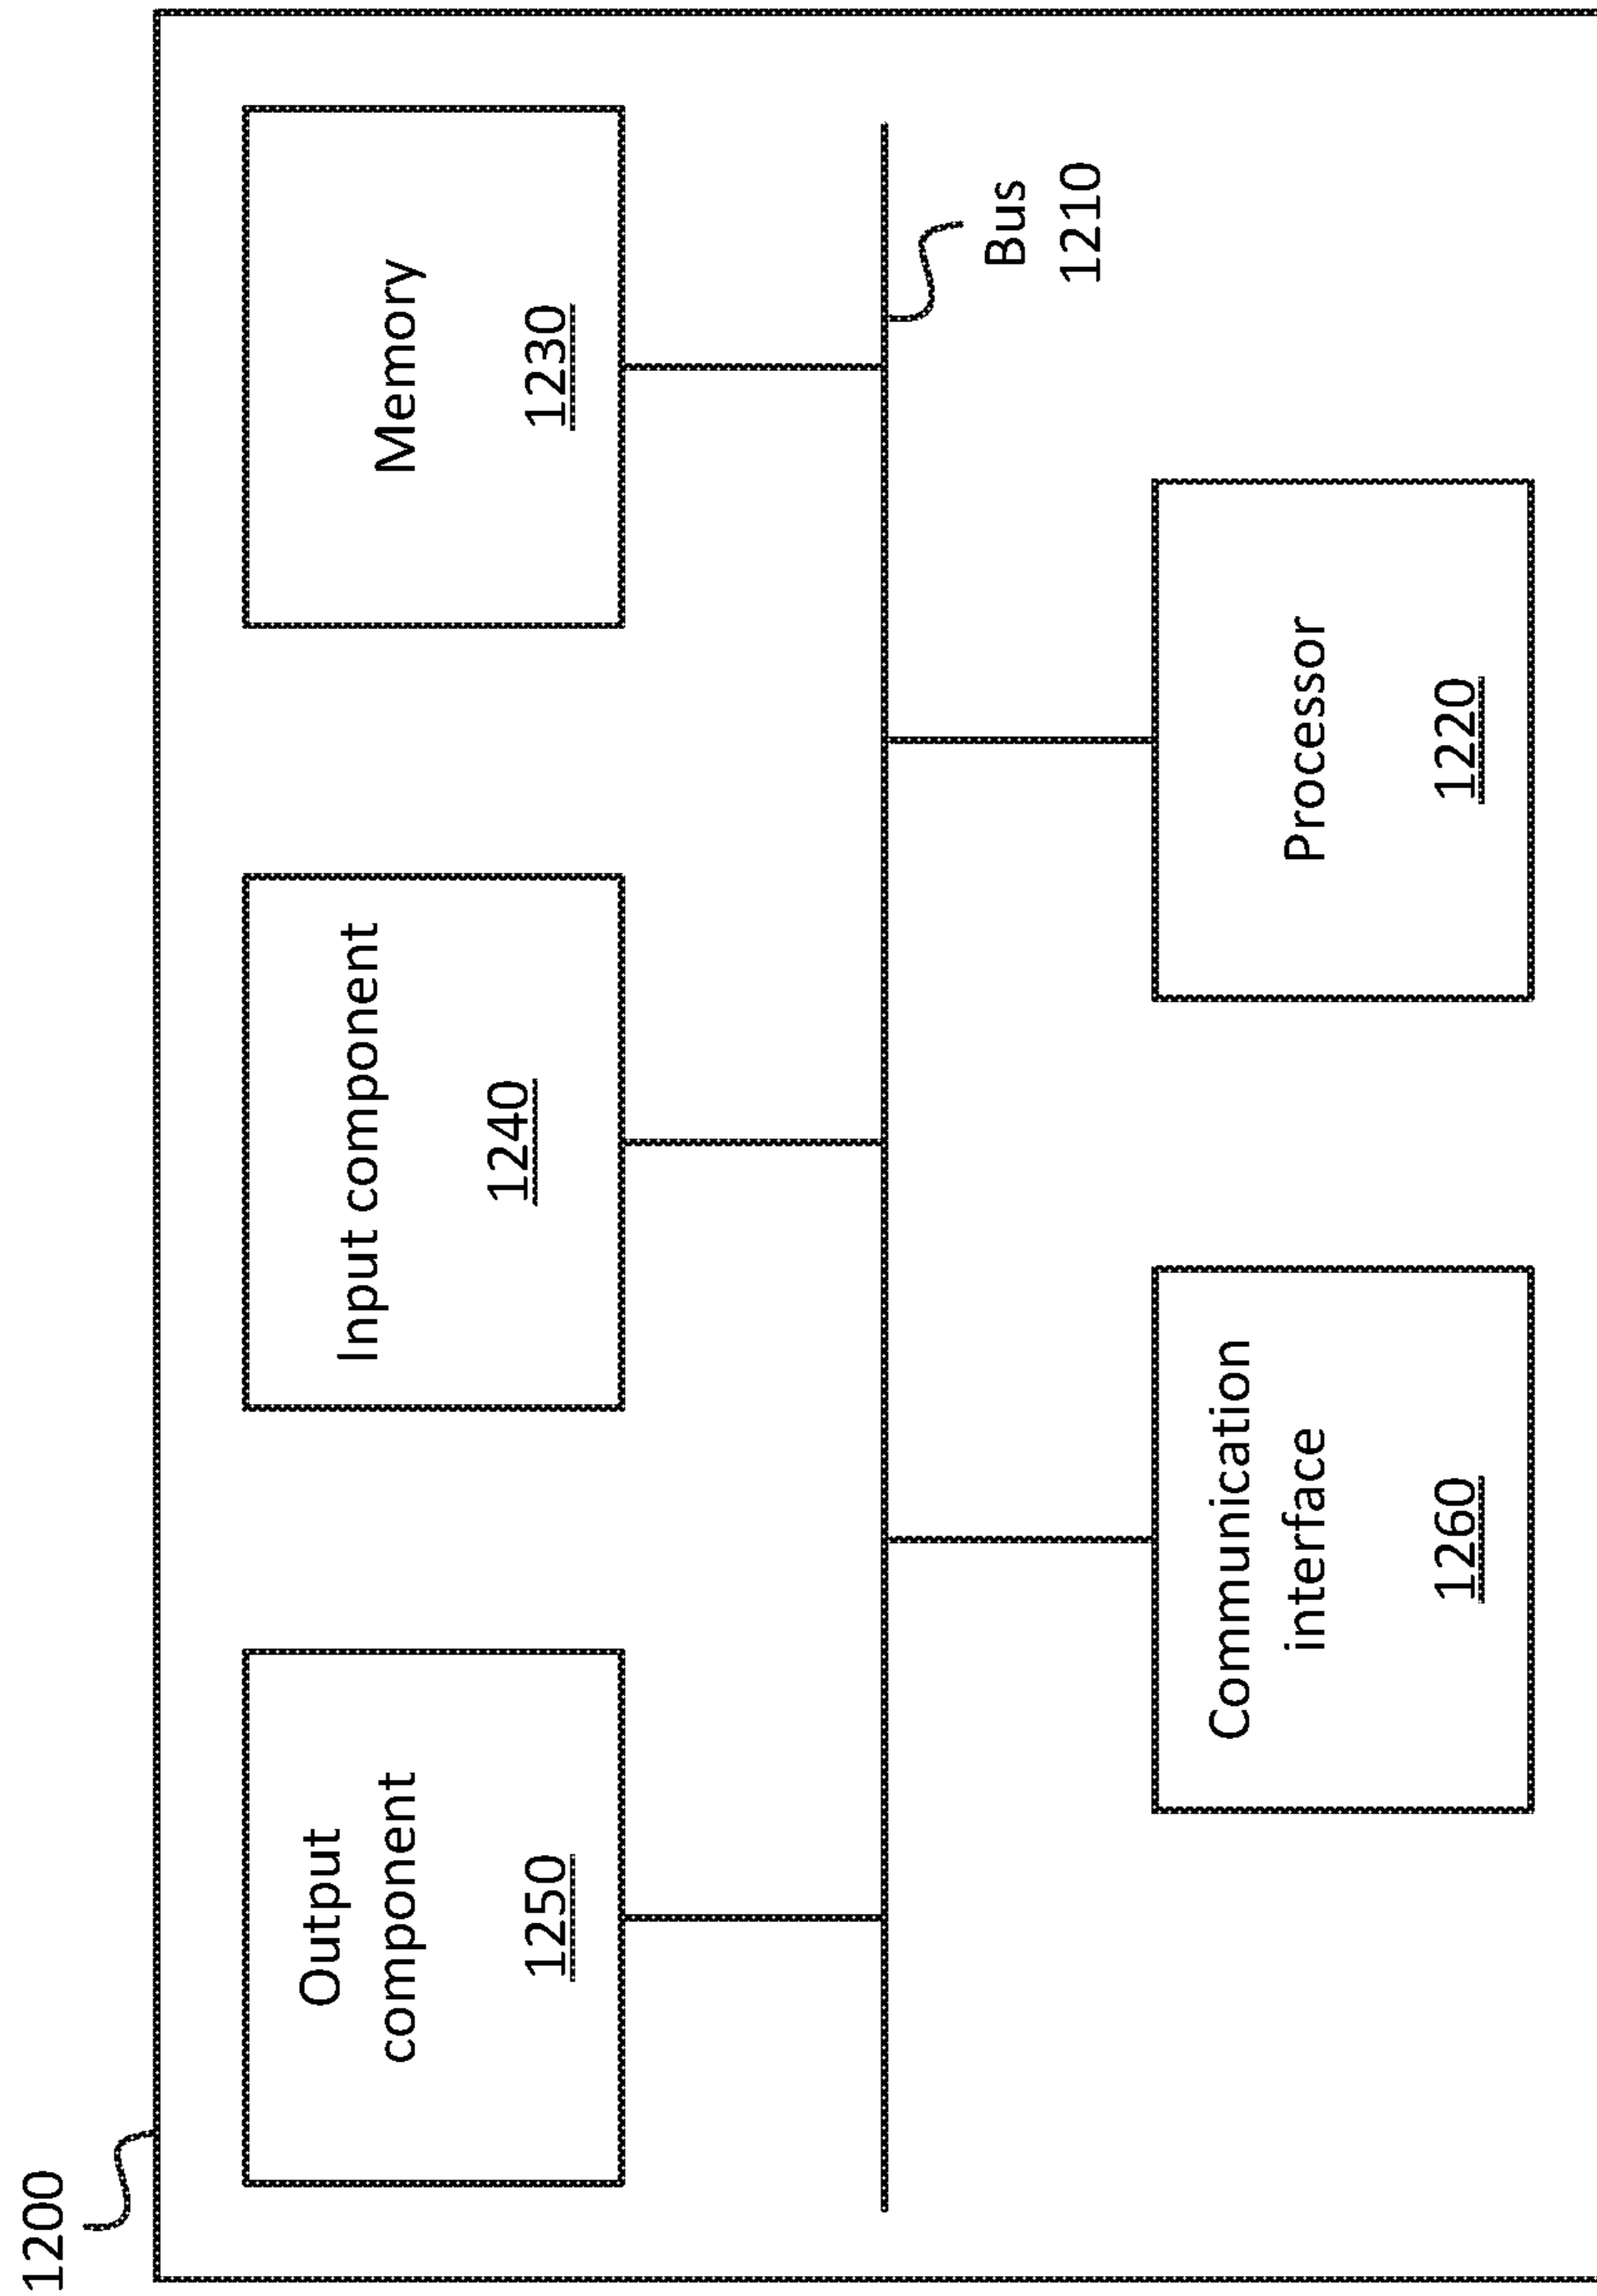 1200
Output
component
1250
Input component
1240
Memory
1230
Bus
1210
Communication
interface
1260
Processor
1220